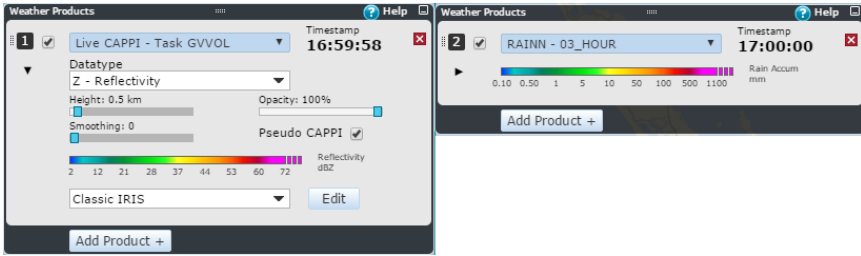 Weather Products
Help
1
Live CAPPI - Task GVVOL
Timestamp
16:59:58
Datatype
Z - Reflectivity
Height: 0.5 km
Opacity: 100%
Smoothing: 0
Pseudo CAPPI
Reflectivity
dBZ
2 12 21 28 37 44 53 60 72
Classic IRIS
Edit
Add Product +
Weather Products
Help
2
RAINN - 03_HOUR
Timestamp
17:00:00
Rain Accum
mm
0.10 0.50 1 5 10 50 100 500 1100
Add Product +